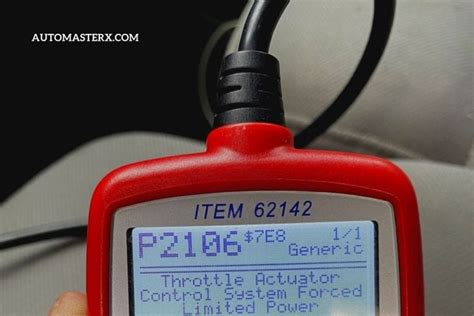 AUTOMASTERX.COM
ITEM 62142
P2106 $7E8 1/1
Generic
Throttle Actuator
Control System Forced
Limited Power